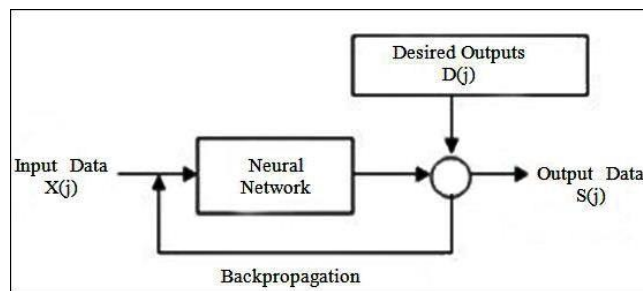 Desired Outputs
D(j)
Input Data
X(j)
Neural
Network
Output Data
S(j)
Backpropagation